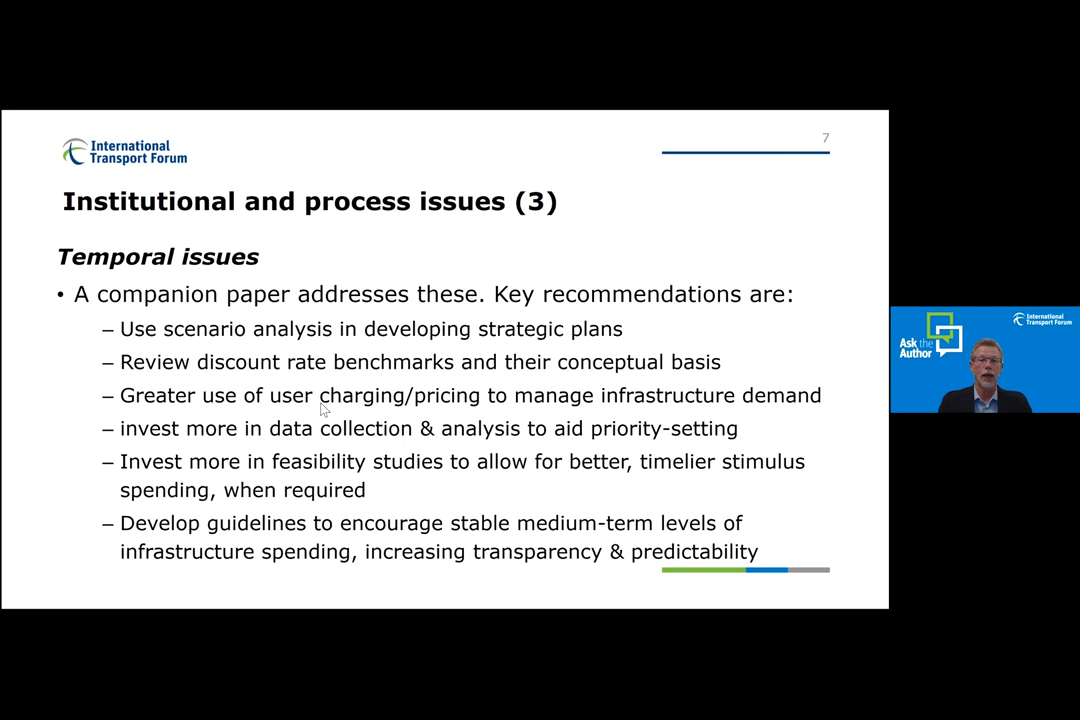 International
Transport Forum
7
Institutional and process issues (3)
Temporal issues
• A companion paper addresses these. Key recommendations are:
– Use scenario analysis in developing strategic plans
– Review discount rate benchmarks and their conceptual basis
– Greater use of user charging/pricing to manage infrastructure demand
– invest more in data collection & analysis to aid priority-setting
– Invest more in feasibility studies to allow for better, timelier stimulus
spending, when required
– Develop guidelines to encourage stable medium-term levels of
infrastructure spending, increasing transparency & predictability
International
Transport Forum
Ask the
Author